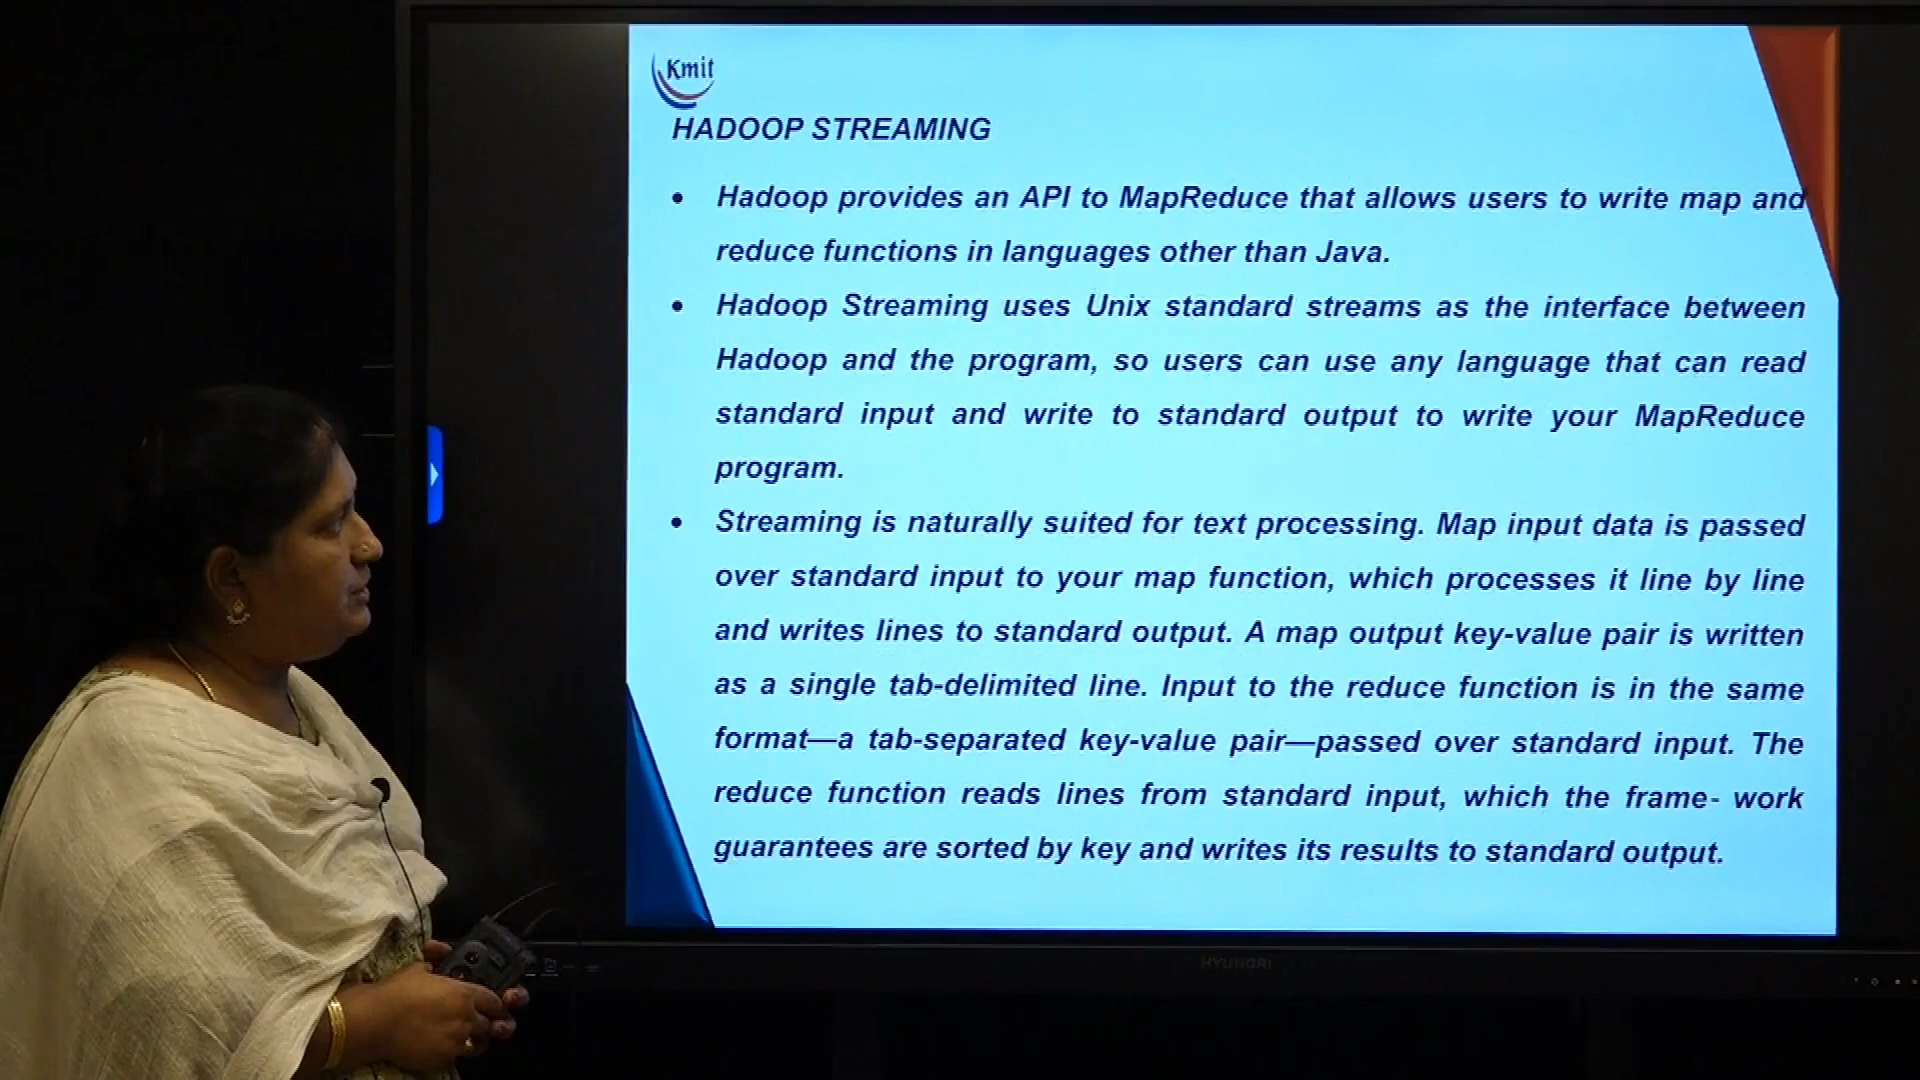 Kmit
HADOOP STREAMING
• Hadoop provides an API to MapReduce that allows users to write map and
reduce functions in languages other than Java.
• Hadoop Streaming uses Unix standard streams as the interface between
Hadoop and the program, so users can use any language that can read
standard input and write to standard output to write your MapReduce
program.
• Streaming is naturally suited for text processing. Map input data is passed
over standard input to your map function, which processes it line by line
and writes lines to standard output. A map output key-value pair is written
as a single tab-delimited line. Input to the reduce function is in the same
format—a tab-separated key-value pair—passed over standard input. The
reduce function reads lines from standard input, which the frame- work
guarantees are sorted by key and writes its results to standard output.
HYUNDAI